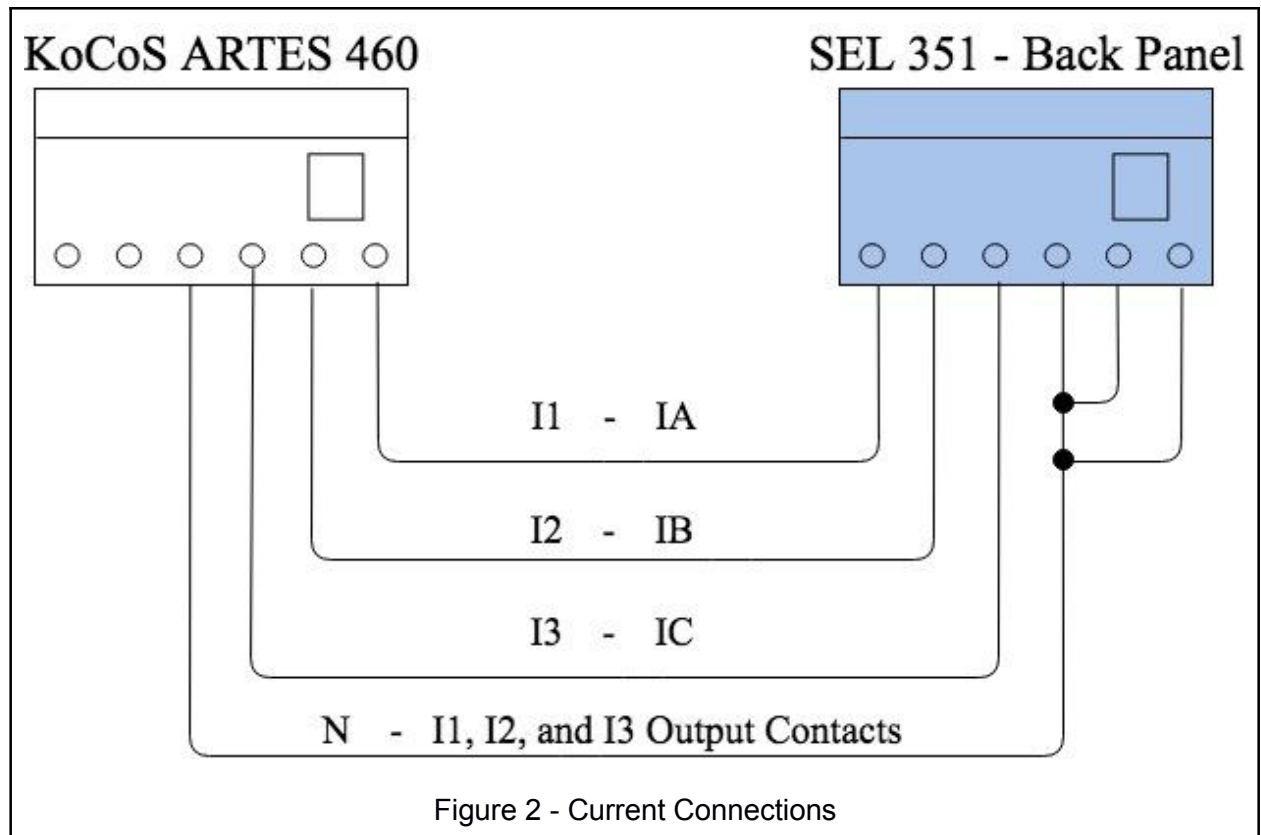 KoCoS ARTES 460
SEL 351 - Back Panel
I1 - IA
I2 - IB
I3 - IC
N - I1, I2, and I3 Output Contacts
Figure 2 - Current Connections